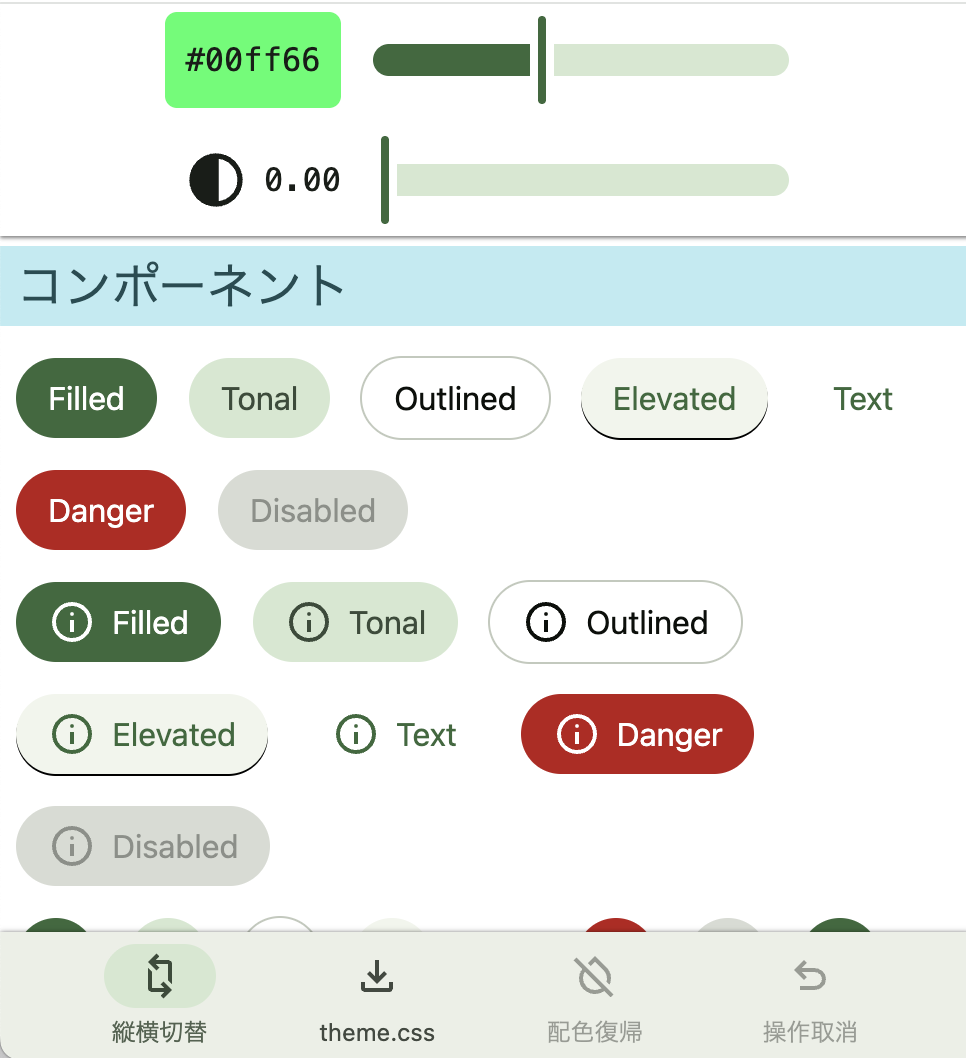 #00ff66
0.00
コンポーネント
Filled Tonal Outlined Elevated Text
Danger Disabled
Filled Tonal Outlined
Elevated Text Danger
Disabled
縦横切替 theme.css 配色復帰 操作取消